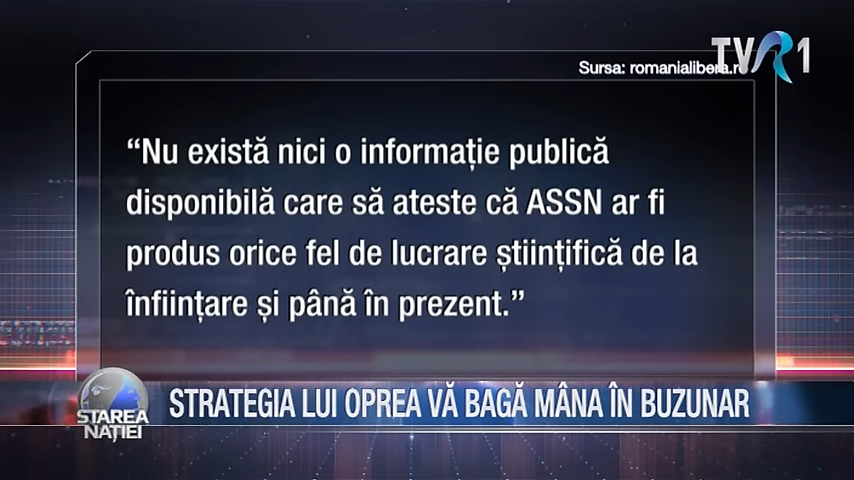 TVR1
Sursa: romanialibera.r
“Nu există nici o informație publică
disponibilă care să ateste că ASSN ar fi
produs orice fel de lucrare științifică de la
înființare și până în prezent.”
STAREA
NAȚIEI
STRATEGIA LUI OPREA VĂ BAGĂ MÂNA ÎN BUZUNAR